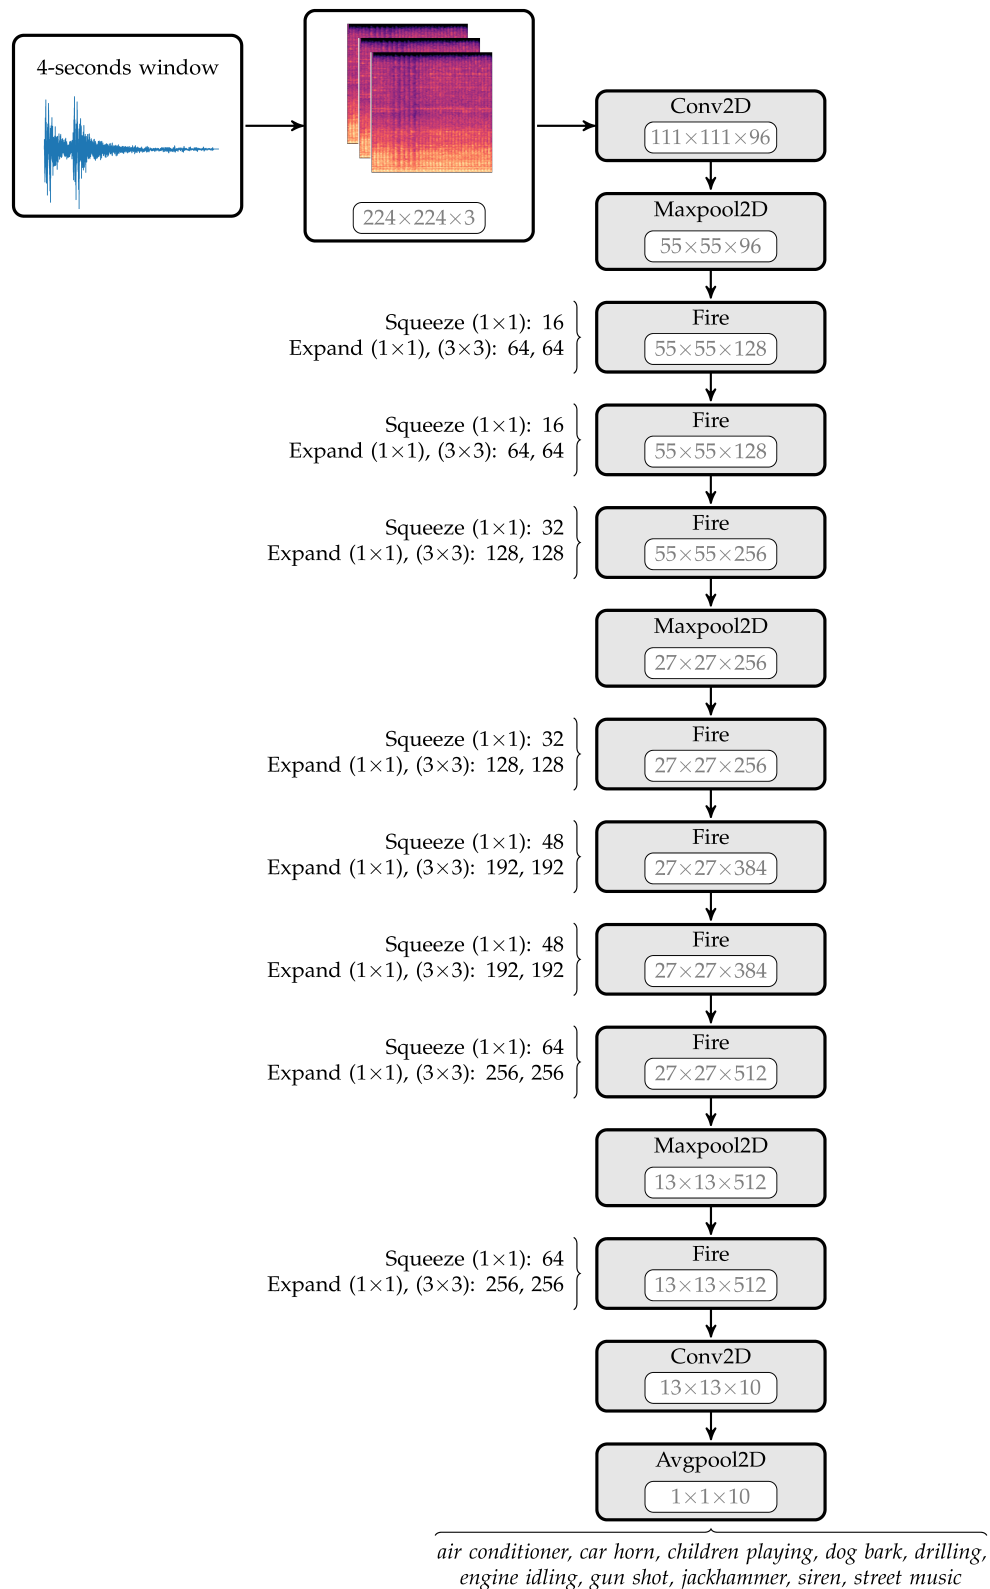 4-seconds window
224×224×3
Conv2D
111×111×96
Maxpool2D
55×55×96
Squeeze (1×1): 16
Expand (1×1), (3×3): 64, 64
Fire
55×55×128
Squeeze (1×1): 16
Expand (1×1), (3×3): 64, 64
Fire
55×55×128
Squeeze (1×1): 32
Expand (1×1), (3×3): 128, 128
Fire
55×55×256
Maxpool2D
27×27×256
Squeeze (1×1): 32
Expand (1×1), (3×3): 128, 128
Fire
27×27×256
Squeeze (1×1): 48
Expand (1×1), (3×3): 192, 192
Fire
27×27×384
Squeeze (1×1): 48
Expand (1×1), (3×3): 192, 192
Fire
27×27×384
Squeeze (1×1): 64
Expand (1×1), (3×3): 256, 256
Fire
27×27×512
Maxpool2D
13×13×512
Squeeze (1×1): 64
Expand (1×1), (3×3): 256, 256
Fire
13×13×512
Conv2D
13×13×10
Avgpool2D
1×1×10
air conditioner, car horn, children playing, dog bark, drilling,
engine idling, gun shot, jackhammer, siren, street music